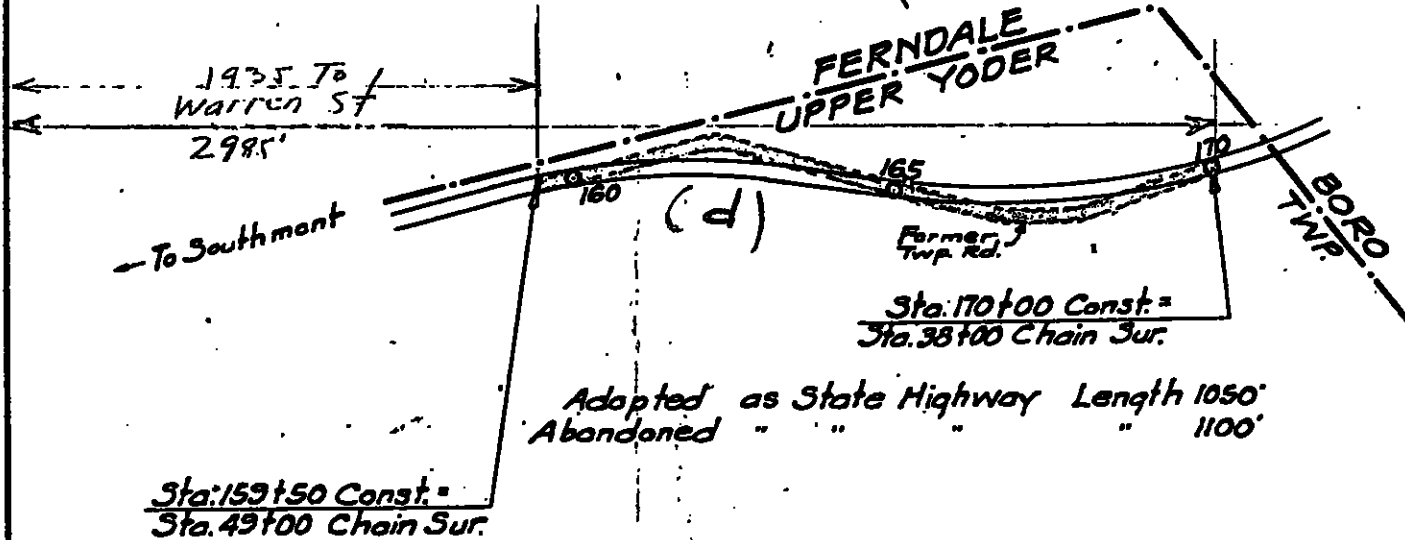 FERNDALE
UPPER YODER
1935 To
Warren St
2985'
160
165
170
(d)
BORO
TWP.
← To Southmont
Former
Twp. Rd.
Sta. 170+00 Const. =
Sta. 38+00 Chain Sur.
Adopted as State Highway Length 1050'
Abandoned " " " " 1100'
Sta. 159+50 Const. =
Sta. 49+00 Chain Sur.